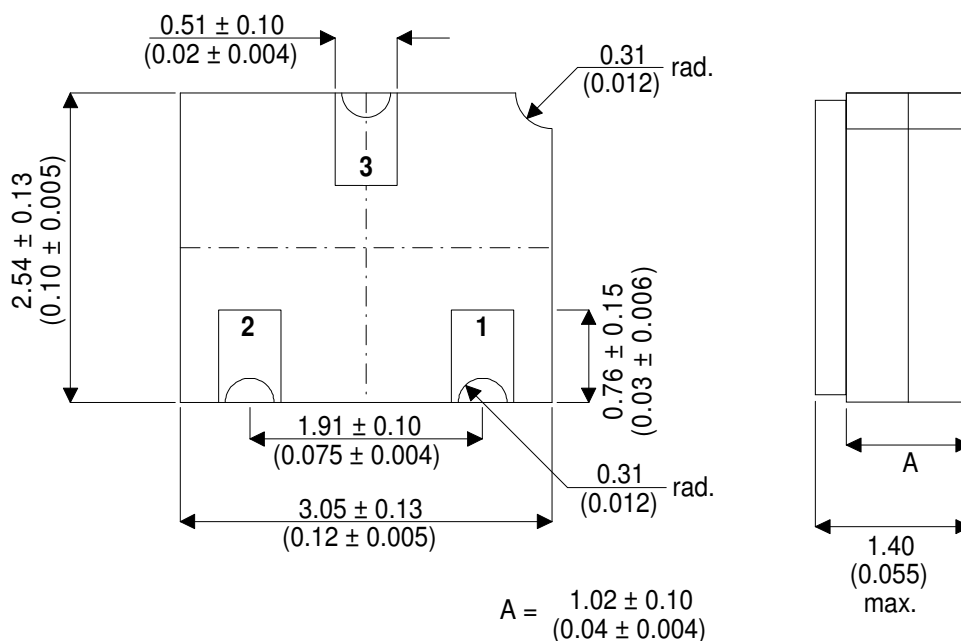 0.51 ± 0.10
(0.02 ± 0.004)
0.31
(0.012)
rad.
3
2.54 ± 0.13
(0.10 ± 0.005)
2
1
0.76 ± 0.15
(0.03 ± 0.006)
1.91 ± 0.10
(0.075 ± 0.004)
A
0.31
(0.012)
rad.
3.05 ± 0.13
(0.12 ± 0.005)
1.40
(0.055)
max.
A =
1.02 ± 0.10
(0.04 ± 0.004)